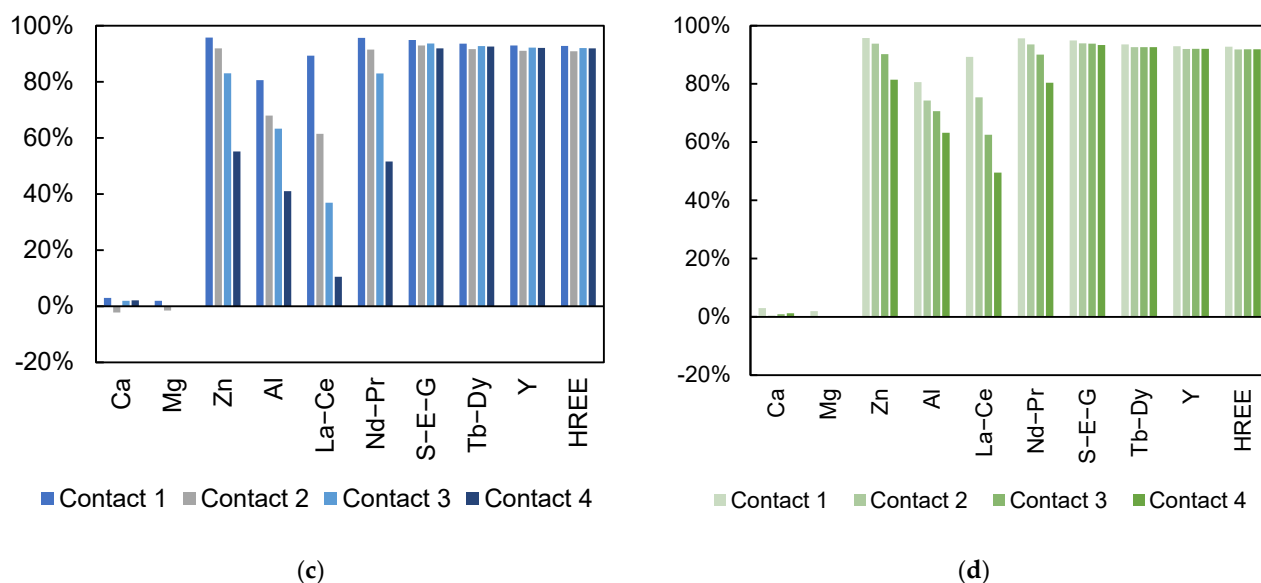 100%
80%
60%
40%
20%
0%
-20%
Ca
Mg
Zn
Al
La−Ce
Nd−Pr
S−E−G
Tb−Dy
Y
HREE
Contact 1 Contact 2 Contact 3 Contact 4
(c)
100%
80%
60%
40%
20%
0%
-20%
Ca
Mg
Zn
Al
La−Ce
Nd−Pr
S−E−G
Tb−Dy
Y
HREE
Contact 1 Contact 2 Contact 3 Contact 4
(d)